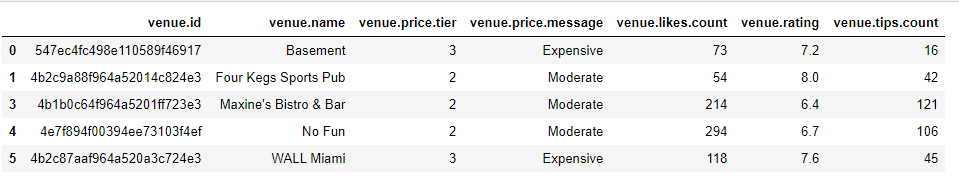 venue.id venue.name venue.price.tier venue.price.message venue.likes.count venue.rating venue.tips.count
0 547ec4fc498e110589f46917 Basement 3 Expensive 73 7.2 16
1 4b2c9a88f964a52014c824e3 Four Kegs Sports Pub 2 Moderate 54 8.0 42
3 4b1b0c64f964a5201ff723e3 Maxine's Bistro & Bar 2 Moderate 214 6.4 121
4 4e7f894f00394ee73103f4ef No Fun 2 Moderate 294 6.7 106
5 4b2c87aaf964a520a3c724e3 WALL Miami 3 Expensive 118 7.6 45